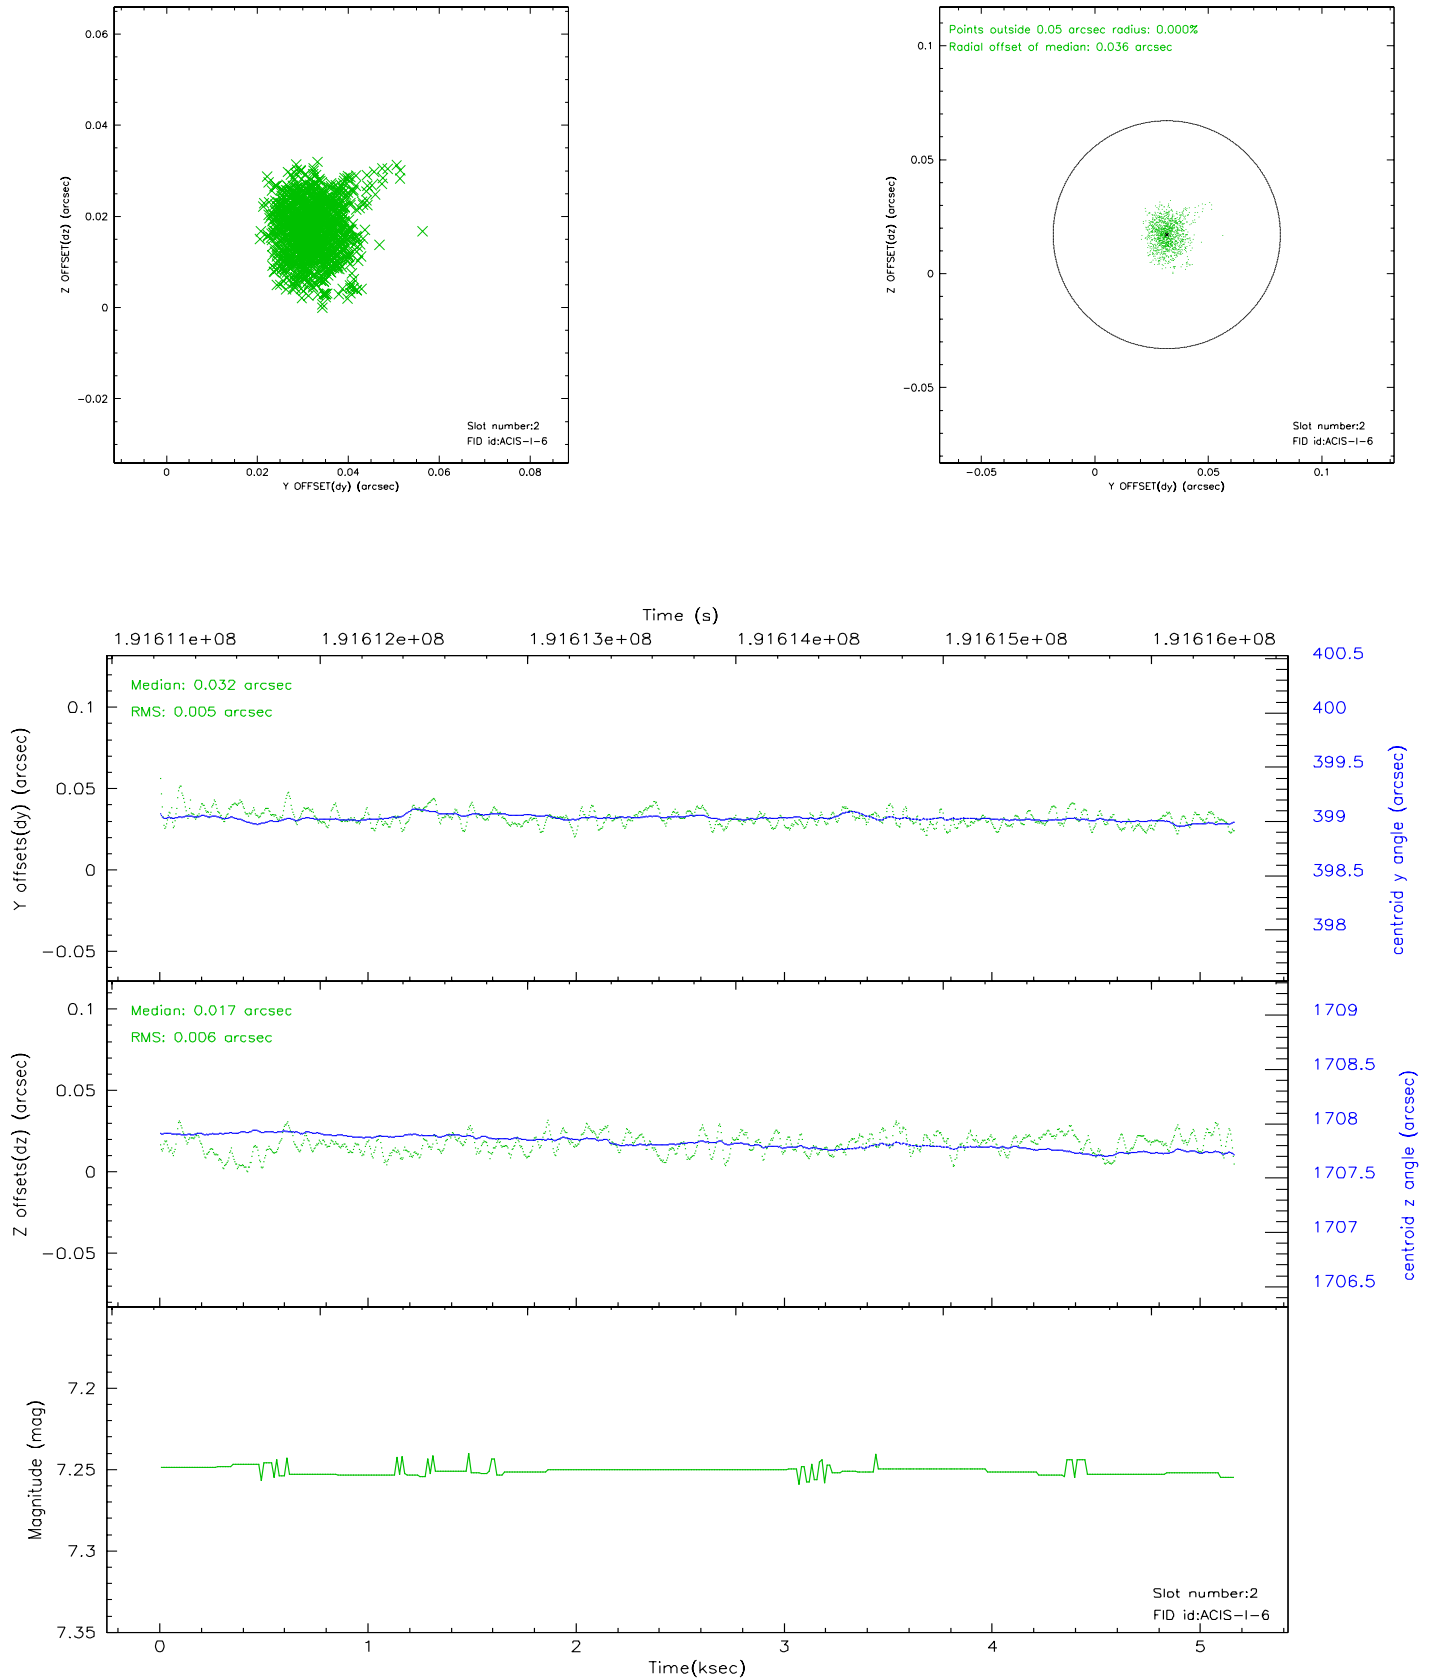 0.06
0.04
0.02
0
−0.02
Z OFFSET(dz) (arcsec)
Slot number:2
FID id:ACIS−I−6
0
0.02
0.04
0.06
0.08
Y OFFSET(dy) (arcsec)
Points outside 0.05 arcsec radius: 0.000%
Radial offset of median: 0.036 arcsec
0.1
0.05
0
−0.05
Z OFFSET(dz) (arcsec)
Slot number:2
FID id:ACIS−I−6
−0.05
0
0.05
0.1
Y OFFSET(dy) (arcsec)
Time (s)
1.91611e+08
1.91612e+08
1.91613e+08
1.91614e+08
1.91615e+08
1.91616e+08
Median: 0.032 arcsec
RMS: 0.005 arcsec
0.1
0.05
0
−0.05
Y offsets(dy) (arcsec)
400.5
400
399.5
399
398.5
398
centroid y angle (arcsec)
Median: 0.017 arcsec
RMS: 0.006 arcsec
0.1
0.05
0
−0.05
Z offsets(dz) (arcsec)
1709
1708.5
1708
1707.5
1707
1706.5
centroid z angle (arcsec)
7.2
7.25
7.3
7.35
Magnitude (mag)
Slot number:2
FID id:ACIS−I−6
0
1
2
3
4
5
Time(ksec)